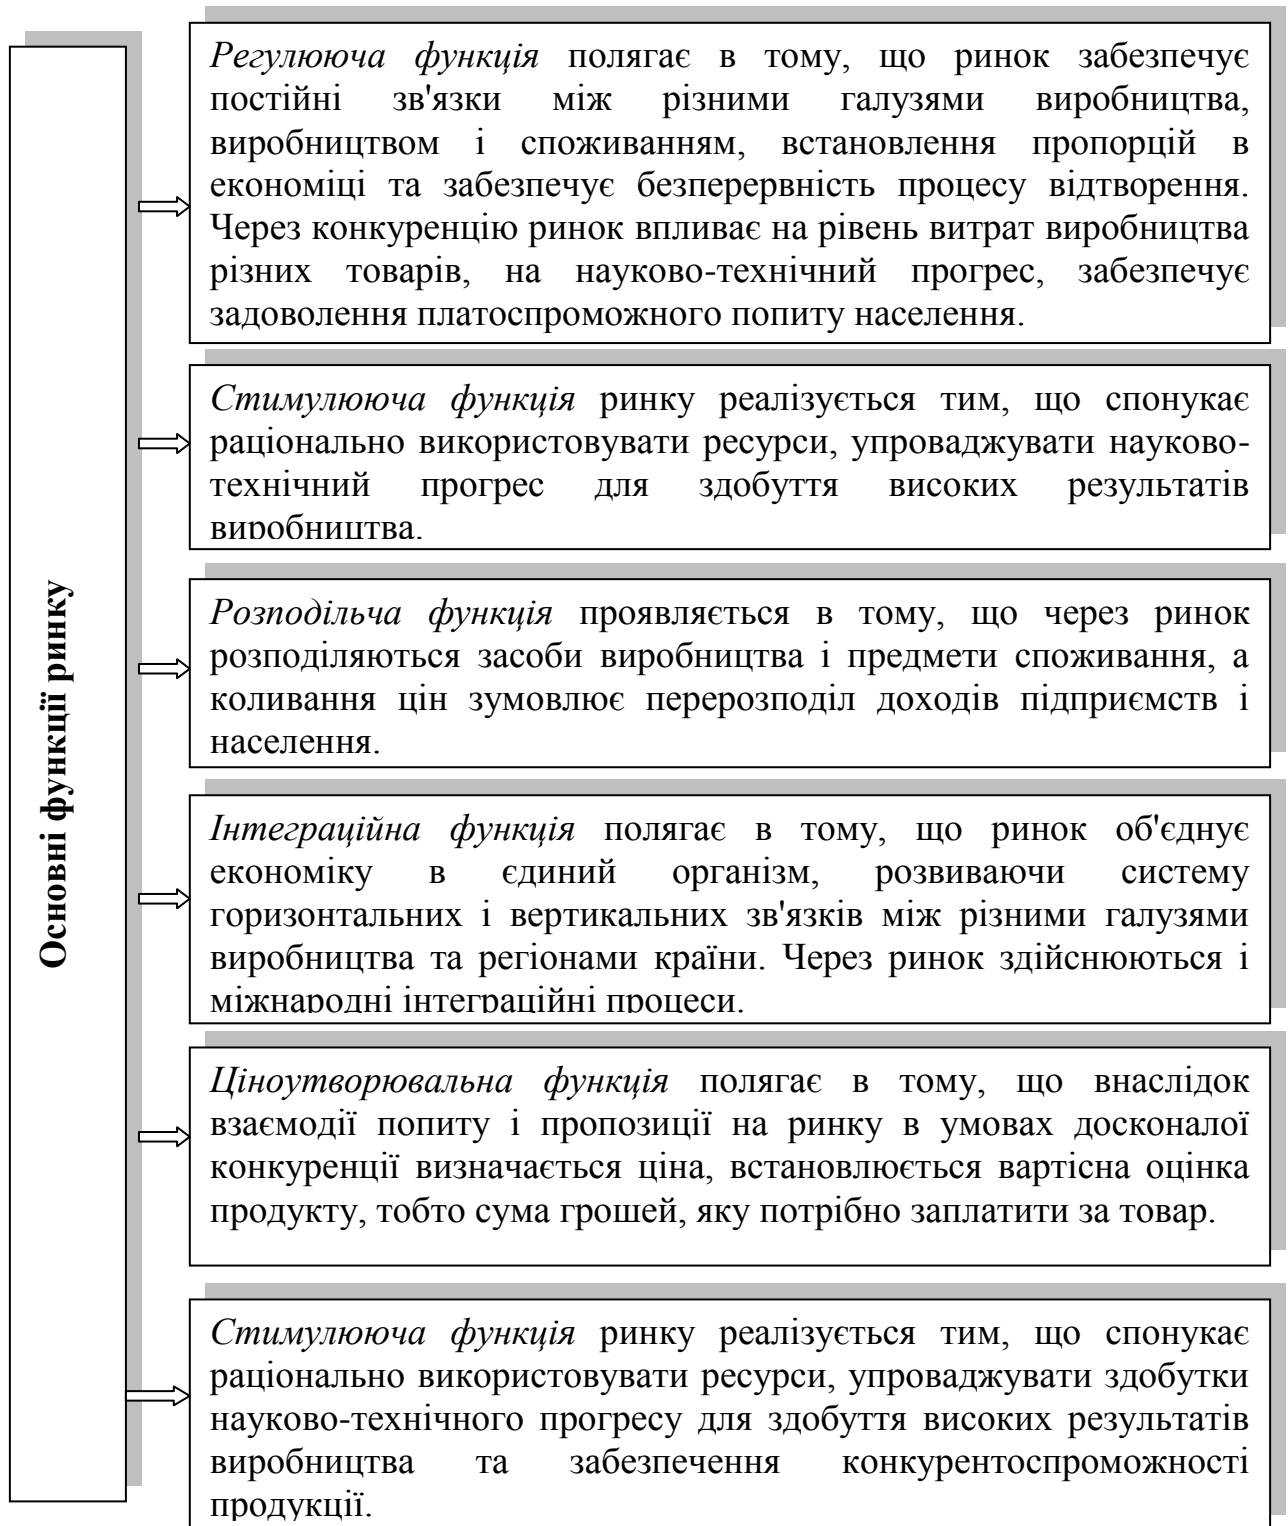 Основні функції ринку
Регулююча функція полягає в тому, що ринок забезпечує
постійні зв'язки між різними галузями виробництва,
виробництвом і споживанням, встановлення пропорцій в
економіці та забезпечує безперервність процесу відтворення.
Через конкуренцію ринок впливає на рівень витрат виробництва
різних товарів, на науково-технічний прогрес, забезпечує
задоволення платоспроможного попиту населення.
Стимулююча функція ринку реалізується тим, що спонукає
раціонально використовувати ресурси, упроваджувати науково-
технічний прогрес для здобуття високих результатів
виробництва.
Розподільча функція проявляється в тому, що через ринок
розподіляються засоби виробництва і предмети споживання, а
коливання цін зумовлює перерозподіл доходів підприємств і
населення.
Інтеграційна функція полягає в тому, що ринок об'єднує
економіку в єдиний організм, розвиваючи систему
горизонтальних і вертикальних зв'язків між різними галузями
виробництва та регіонами країни. Через ринок здійснюються і
міжнародні інтеграційні процеси.
Ціноутворювальна функція полягає в тому, що внаслідок
взаємодії попиту і пропозиції на ринку в умовах досконалої
конкуренції визначається ціна, встановлюється вартісна оцінка
продукту, тобто сума грошей, яку потрібно заплатити за товар.
Стимулююча функція ринку реалізується тим, що спонукає
раціонально використовувати ресурси, упроваджувати здобутки
науково-технічного прогресу для здобуття високих результатів
виробництва та забезпечення конкурентоспроможності
продукції.